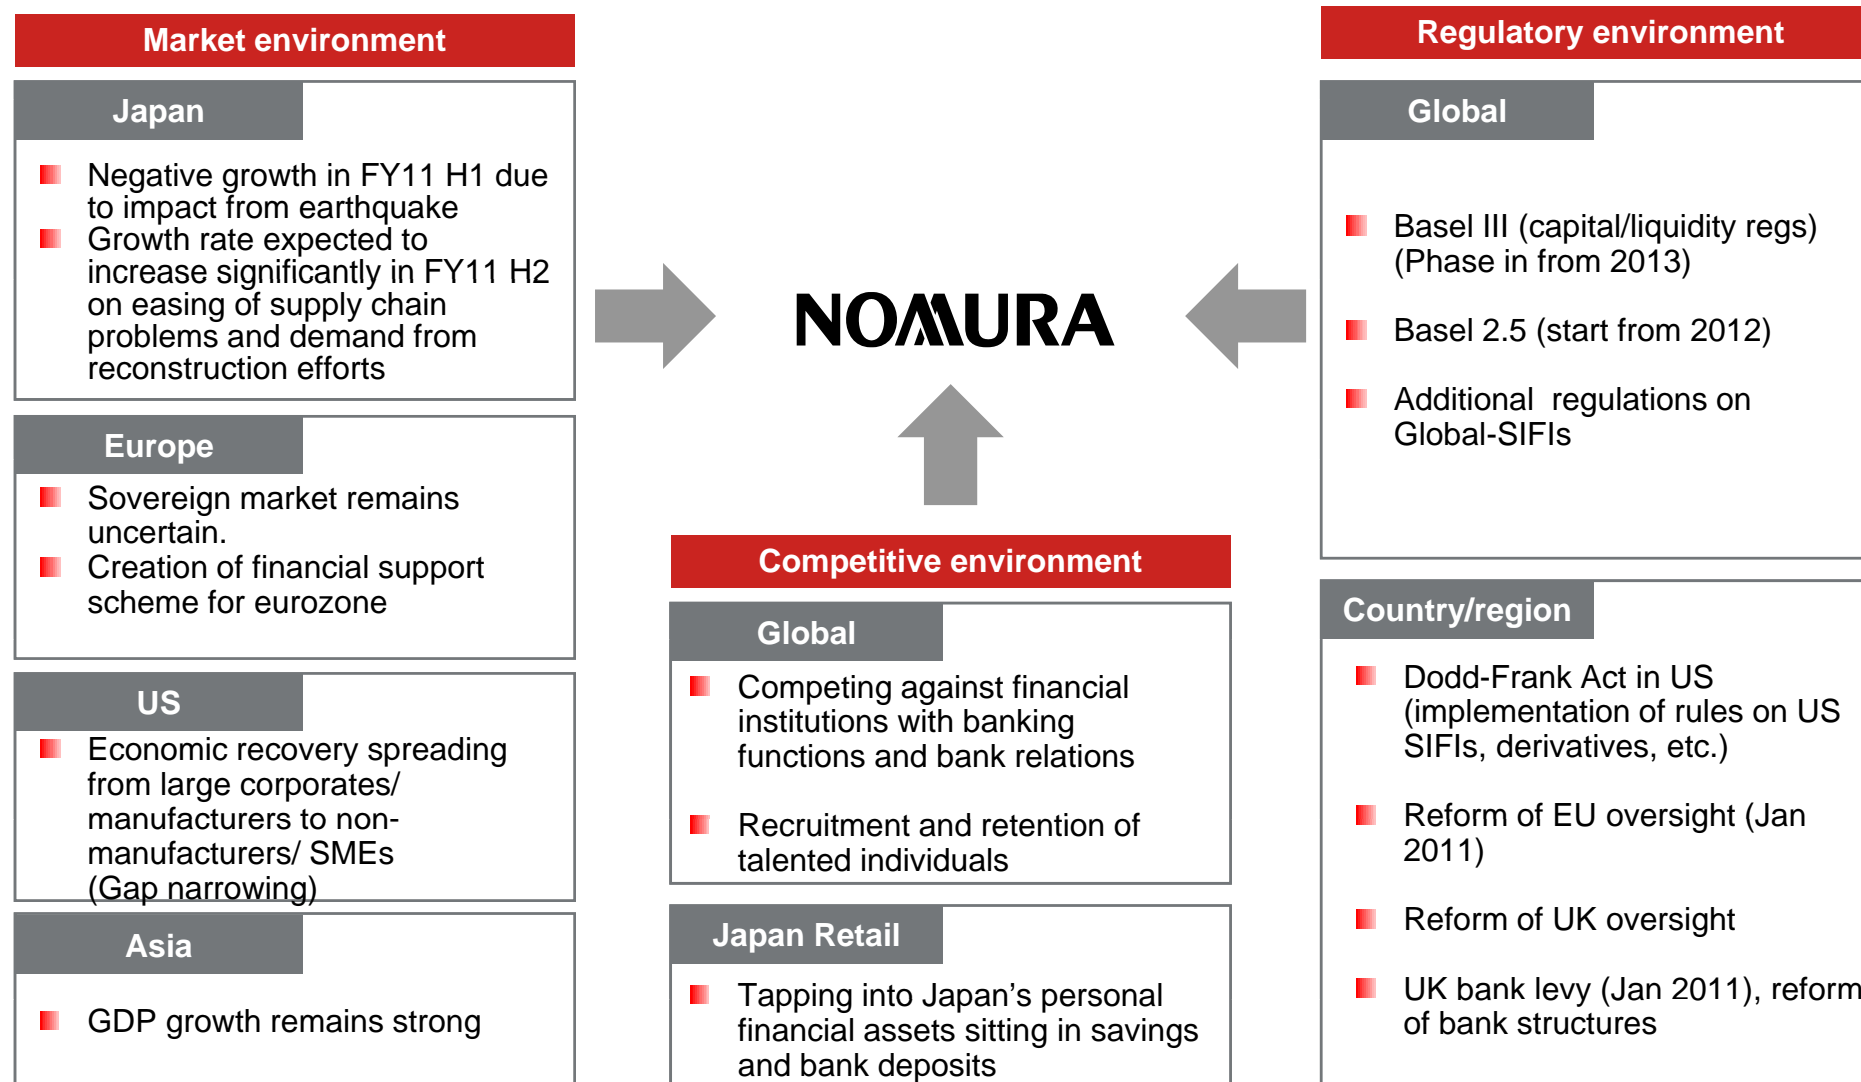 Market environment
Japan
Negative growth in FY11 H1 due
to impact from earthquake
Growth rate expected to
increase significantly in FY11 H2
on easing of supply chain
problems and demand from
reconstruction efforts
Europe
Sovereign market remains
uncertain.
Creation of financial support
scheme for eurozone
US
Economic recovery spreading
from large corporates/
manufacturers to non-
manufacturers/ SMEs
(Gap narrowing)
Asia
GDP growth remains strong
NOMURA
Competitive environment
Global
Competing against financial
institutions with banking
functions and bank relations
Recruitment and retention of
talented individuals
Japan Retail
Tapping into Japan’s personal
financial assets sitting in savings
and bank deposits
Regulatory environment
Global
Basel III (capital/liquidity regs)
(Phase in from 2013)
Basel 2.5 (start from 2012)
Additional  regulations on
Global-SIFIs
Country/region
Dodd-Frank Act in US
(implementation of rules on US
SIFIs, derivatives, etc.)
Reform of EU oversight (Jan
2011)
Reform of UK oversight
UK bank levy (Jan 2011), reform
of bank structures